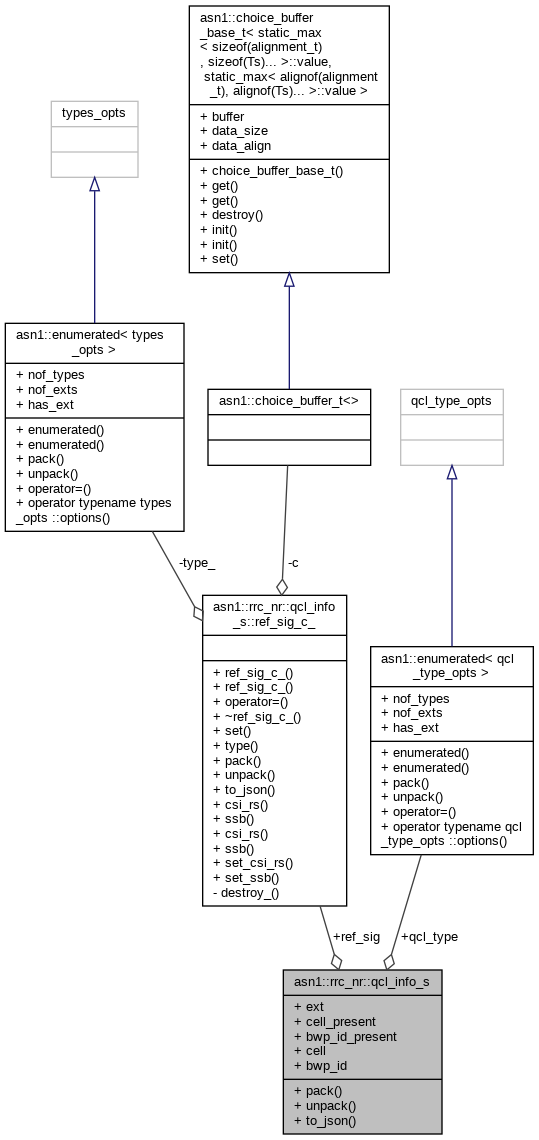 asn1::choice_buffer
_base_t< static_max
< sizeof(alignment_t)
, sizeof(Ts)... >::value,
static_max< alignof(alignment
_t), alignof(Ts)... >::value >
+ buffer
+ data_size
+ data_align
+ choice_buffer_base_t()
+ get()
+ get()
+ destroy()
+ init()
+ init()
+ set()
types_opts
asn1::enumerated< types
_opts >
+ nof_types
+ nof_exts
+ has_ext
+ enumerated()
+ enumerated()
+ pack()
+ unpack()
+ operator=()
+ operator typename types
_opts ::options()
asn1::choice_buffer_t<>
qcl_type_opts
-type_
-c
asn1::rrc_nr::qcl_info
_s::ref_sig_c_
+ ref_sig_c_()
+ ref_sig_c_()
+ operator=()
+ ~ref_sig_c_()
+ set()
+ type()
+ pack()
+ unpack()
+ to_json()
+ csi_rs()
+ ssb()
+ csi_rs()
+ ssb()
+ set_csi_rs()
+ set_ssb()
- destroy_()
asn1::enumerated< qcl
_type_opts >
+ nof_types
+ nof_exts
+ has_ext
+ enumerated()
+ enumerated()
+ pack()
+ unpack()
+ operator=()
+ operator typename qcl
_type_opts ::options()
+ref_sig
+qcl_type
asn1::rrc_nr::qcl_info_s
+ ext
+ cell_present
+ bwp_id_present
+ cell
+ bwp_id
+ pack()
+ unpack()
+ to_json()